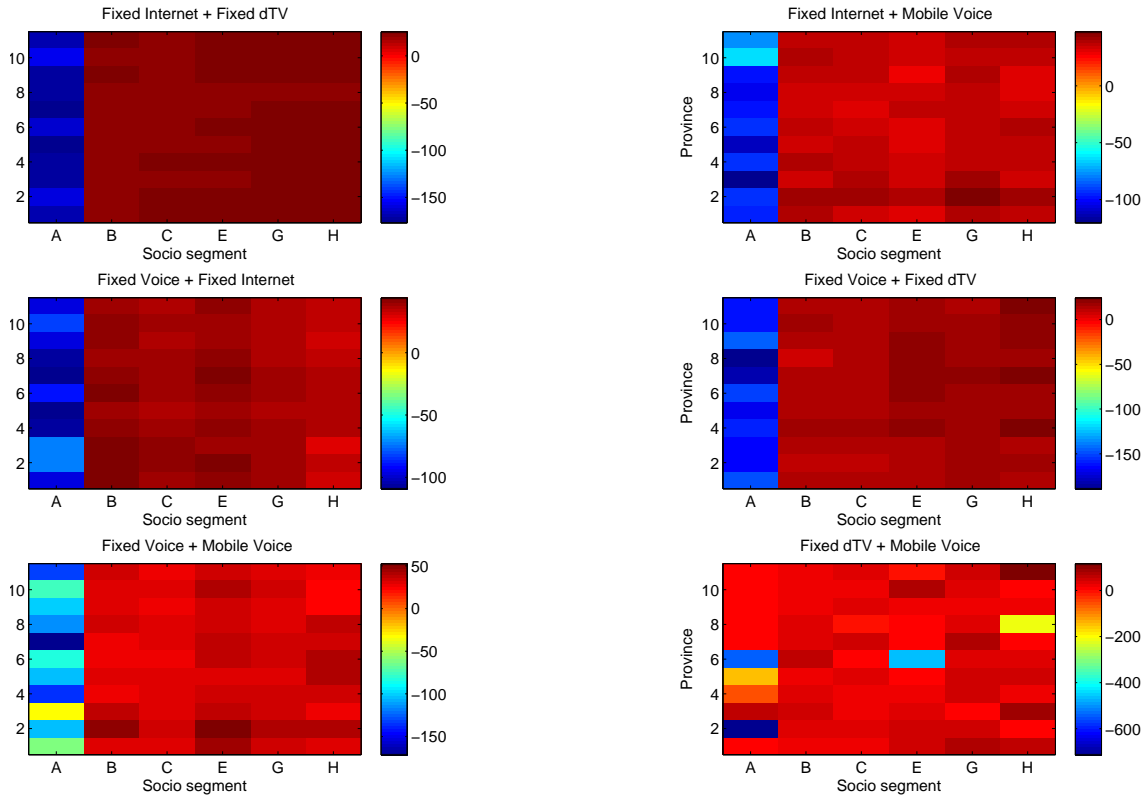 Fixed Internet + Fixed dTV
10
8
6
4
2
A B C E G H
Socio segment
0
−50
−100
−150
Fixed Internet + Mobile Voice
Province
10
8
6
4
2
A B C E G H
Socio segment
0
−50
−100
Fixed Voice + Fixed Internet
10
8
6
4
2
A B C E G H
Socio segment
0
−50
−100
Fixed Voice + Fixed dTV
Province
10
8
6
4
2
A B C E G H
Socio segment
0
−50
−100
−150
Fixed Voice + Mobile Voice
10
8
6
4
2
A B C E G H
Socio segment
50
0
−50
−100
−150
Fixed dTV + Mobile Voice
Province
10
8
6
4
2
A B C E G H
Socio segment
0
−200
−400
−600